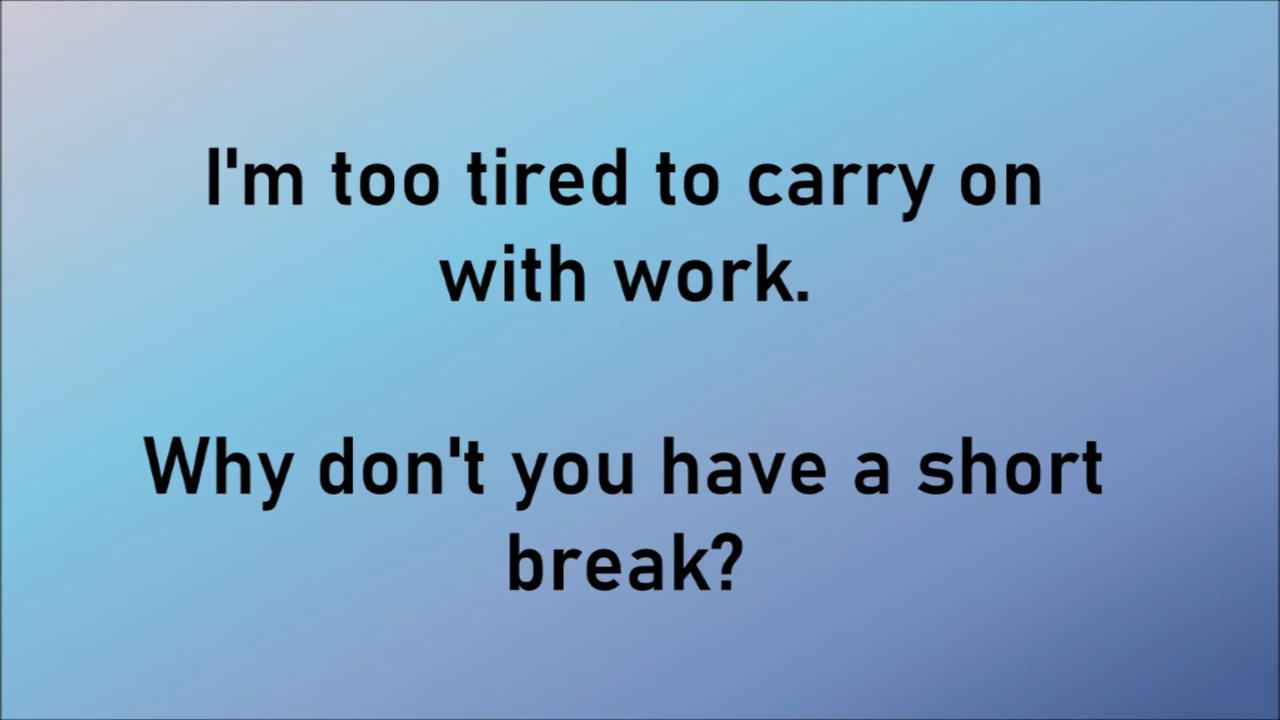 I'm too tired to carry on
with work.
Why don't you have a short
break?